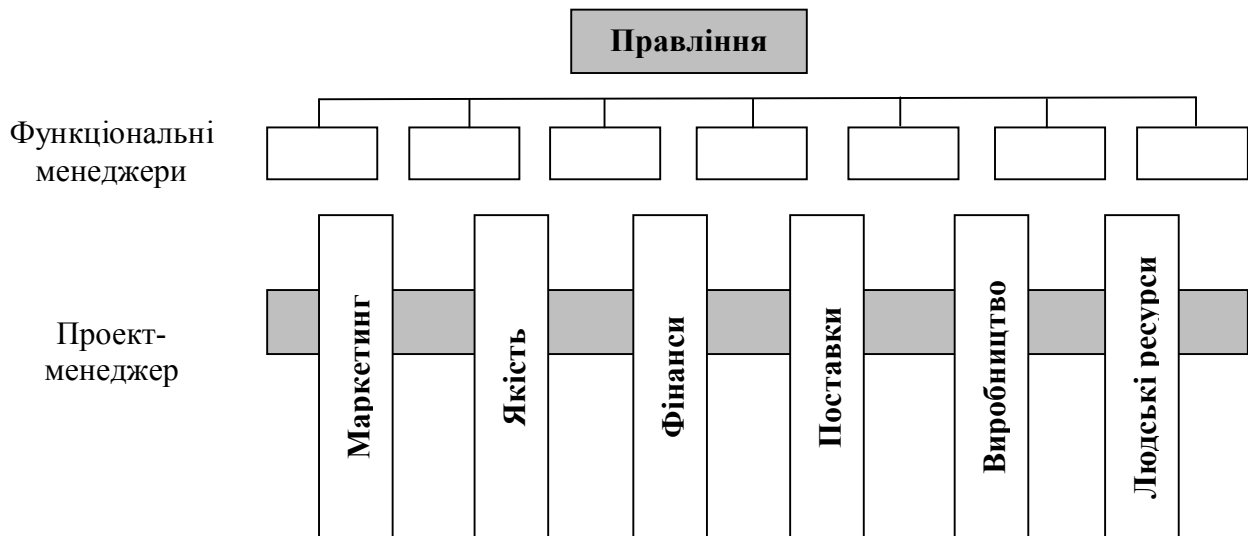 Правління
Функціональні
менеджери
Проект-
менеджер
Маркетинг
Якість
Фінанси
Поставки
Виробництво
Людські ресурси